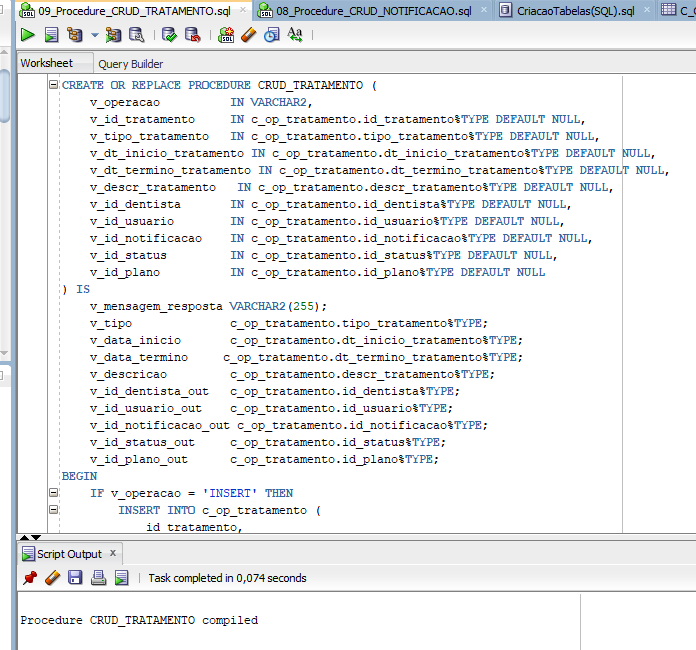 09_Procedure_CRUD_TRATAMENTO.sql 08_Procedure_CRUD_NOTIFICACAO.sql CriacaoTabelas(SQL).sql C_O
Worksheet Query Builder
CREATE OR REPLACE PROCEDURE CRUD_TRATAMENTO (
v_operacao IN VARCHAR2,
v_id_tratamento IN c_op_tratamento.id_tratamento%TYPE DEFAULT NULL,
v_tipo_tratamento IN c_op_tratamento.tipo_tratamento%TYPE DEFAULT NULL,
v_dt_inicio_tratamento IN c_op_tratamento.dt_inicio_tratamento%TYPE DEFAULT NULL,
v_dt_termino_tratamento IN c_op_tratamento.dt_termino_tratamento%TYPE DEFAULT NULL,
v_descr_tratamento IN c_op_tratamento.descr_tratamento%TYPE DEFAULT NULL,
v_id_dentista IN c_op_tratamento.id_dentista%TYPE DEFAULT NULL,
v_id_usuario IN c_op_tratamento.id_usuario%TYPE DEFAULT NULL,
v_id_notificacao IN c_op_tratamento.id_notificacao%TYPE DEFAULT NULL,
v_id_status IN c_op_tratamento.id_status%TYPE DEFAULT NULL,
v_id_plano IN c_op_tratamento.id_plano%TYPE DEFAULT NULL
) IS
v_mensagem_resposta VARCHAR2(255);
v_tipo c_op_tratamento.tipo_tratamento%TYPE;
v_data_inicio c_op_tratamento.dt_inicio_tratamento%TYPE;
v_data_termino c_op_tratamento.dt_termino_tratamento%TYPE;
v_descricao c_op_tratamento.descr_tratamento%TYPE;
v_id_dentista_out c_op_tratamento.id_dentista%TYPE;
v_id_usuario_out c_op_tratamento.id_usuario%TYPE;
v_id_notificacao_out c_op_tratamento.id_notificacao%TYPE;
v_id_status_out c_op_tratamento.id_status%TYPE;
v_id_plano_out c_op_tratamento.id_plano%TYPE;
BEGIN
IF v_operacao = 'INSERT' THEN
INSERT INTO c_op_tratamento (
id_tratamento,
Script Output x
Task completed in 0,074 seconds
Procedure CRUD_TRATAMENTO compiled